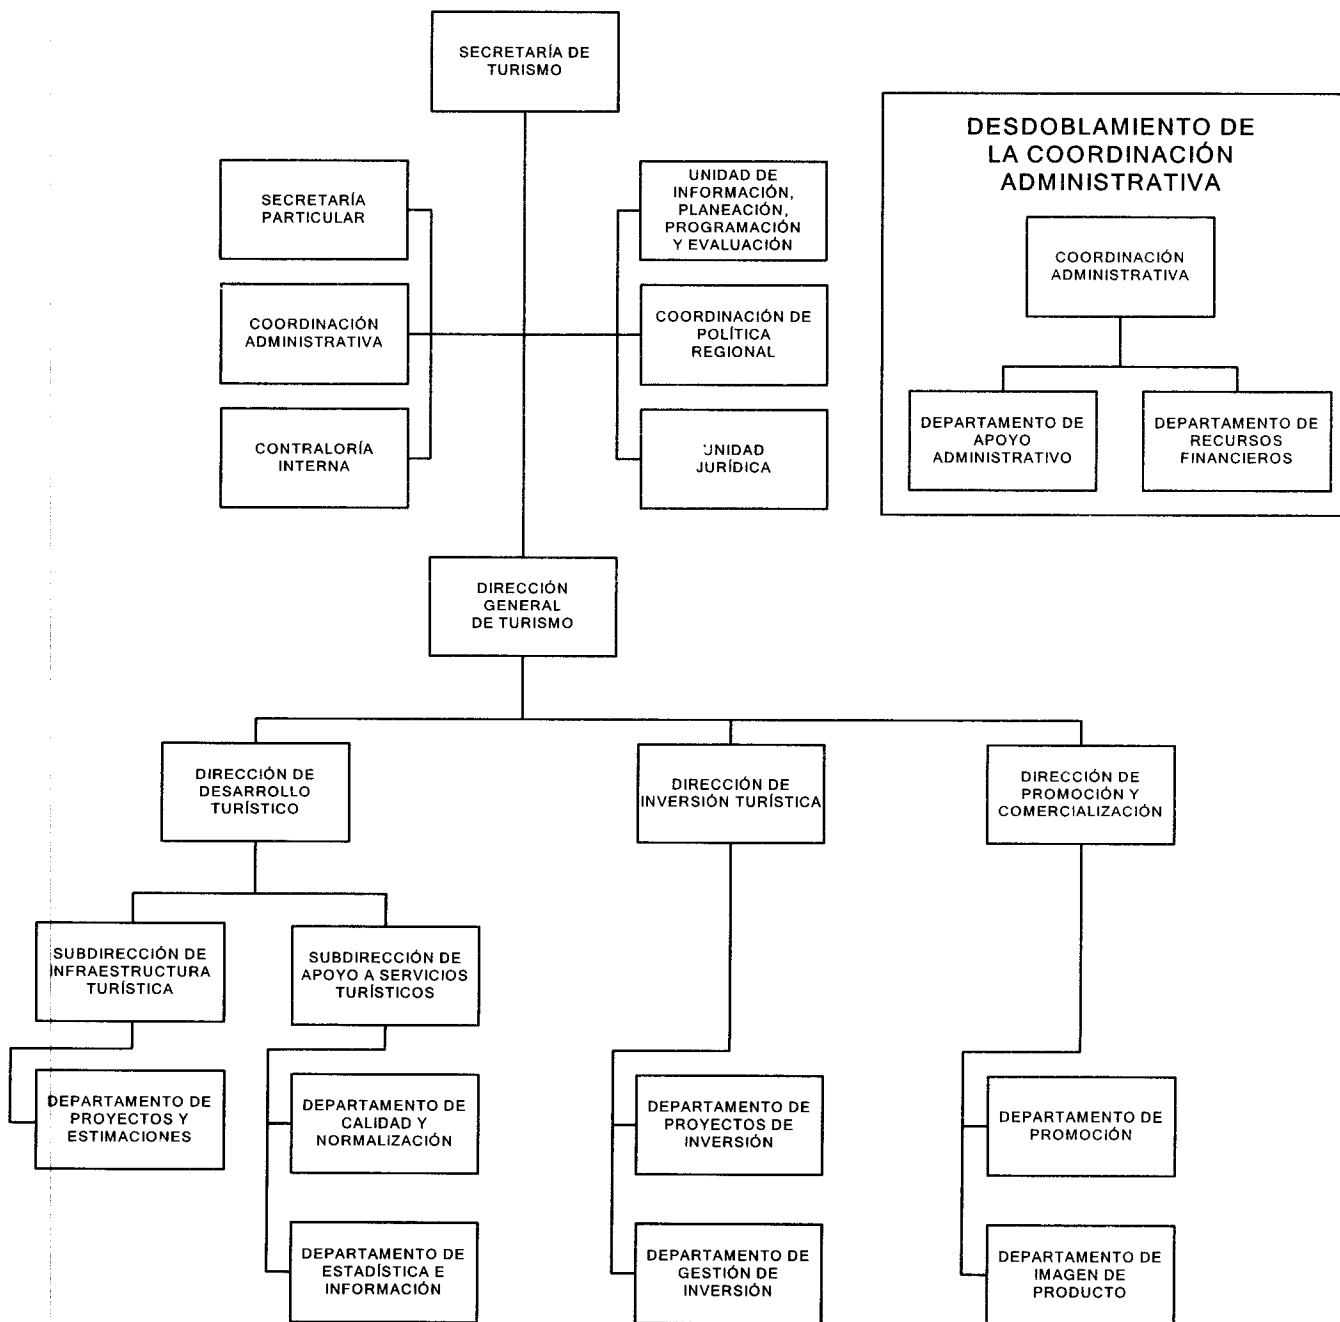 SECRETARÍA DE
TURISMO
DESDOBLAMIENTO DE
LA COORDINACIÓN
ADMINISTRATIVA
SECRETARÍA
PARTICULAR
UNIDAD DE
INFORMACIÓN,
PLANEACIÓN,
PROGRAMACIÓN
Y EVALUACIÓN
COORDINACIÓN
ADMINISTRATIVA
COORDINACIÓN
ADMINISTRATIVA
COORDINACIÓN DE
POLÍTICA
REGIONAL
CONTRALORÍA
INTERNA
UNIDAD
JURÍDICA
DEPARTAMENTO DE
APOYO
ADMINISTRATIVO
DEPARTAMENTO DE
RECURSOS
FINANCIEROS
DIRECCIÓN
GENERAL
DE TURISMO
DIRECCIÓN DE
DESARROLLO
TURÍSTICO
DIRECCIÓN DE
INVERSIÓN TURÍSTICA
DIRECCIÓN DE
PROMOCIÓN Y
COMERCIALIZACIÓN
SUBDIRECCIÓN DE
INFRAESTRUCTURA
TURÍSTICA
SUBDIRECCIÓN DE
APOYO A SERVICIOS
TURÍSTICOS
DEPARTAMENTO DE
PROYECTOS Y
ESTIMACIONES
DEPARTAMENTO DE
CALIDAD Y
NORMALIZACIÓN
DEPARTAMENTO DE
PROYECTOS DE
INVERSIÓN
DEPARTAMENTO DE
PROMOCIÓN
DEPARTAMENTO DE
ESTADÍSTICA E
INFORMACIÓN
DEPARTAMENTO DE
GESTIÓN DE
INVERSIÓN
DEPARTAMENTO DE
IMAGEN DE
PRODUCTO